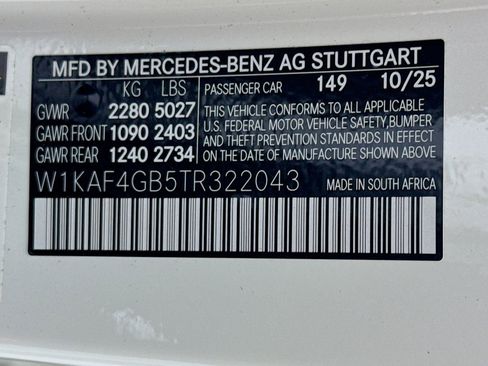 MFD BY MERCEDES-BENZ AG STUTTGART
KG LBS PASSENGER CAR 149 10/25
GVWR 2280 5027
GAWR FRONT 1090 2403
GAWR REAR 1240 2734
THIS VEHICLE CONFORMS TO ALL APPLICABLE
U.S. FEDERAL MOTOR VEHICLE SAFETY,BUMPER,
AND THEFT PREVENTION STANDARDS IN EFFECT
ON THE DATE OF MANUFACTURE SHOWN ABOVE.
W1KAF4GB5TR322043 MADE IN SOUTH AFRICA